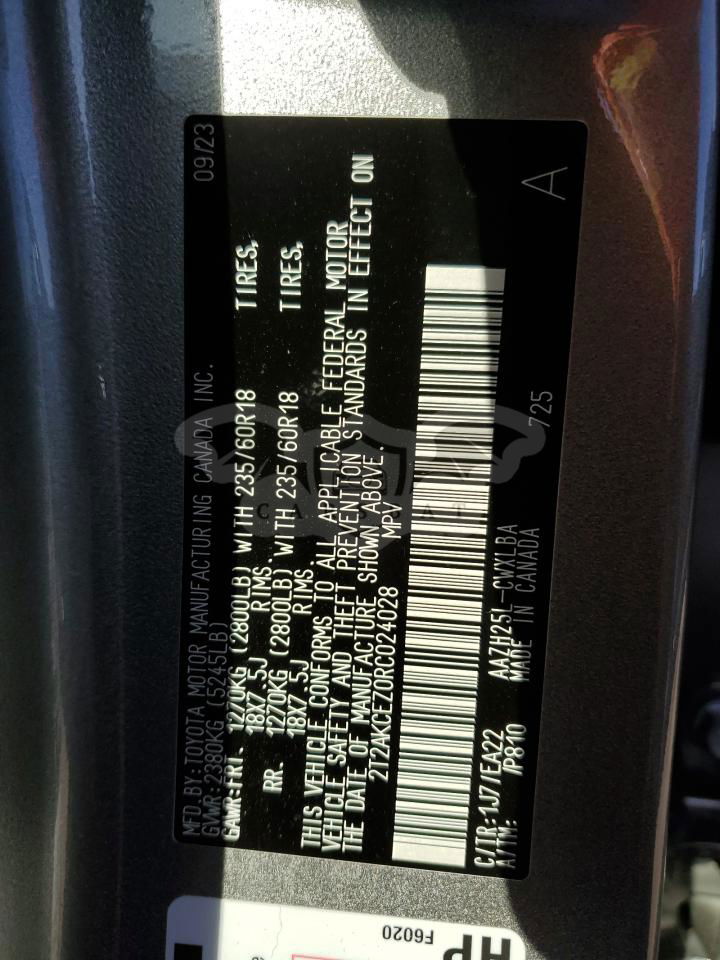 MFD.BY:TOYOTA MOTOR MANUFACTURING CANADA INC. 09/23
GVWR:2380KG (5245LB)
GAWR:FRT. 1270KG (2800LB) WITH 235/60R18 TIRES,
18X7.5J RIMS,
RR. 1270KG (2800LB) WITH 235/60R18 TIRES,
18X7.5J RIMS,
THIS VEHICLE CONFORMS TO ALL APPLICABLE FEDERAL MOTOR
VEHICLE SAFETY AND THEFT PREVENTION STANDARDS IN EFFECT ON
THE DATE OF MANUFACTURE SHOWN ABOVE.
2T2AKCEZ0RC024028 MPV
C/TR:1J7/EA22 AAZH25L-CWXLBA
A/TM: /P810 MADE IN CANADA 725 A
HP
F6020